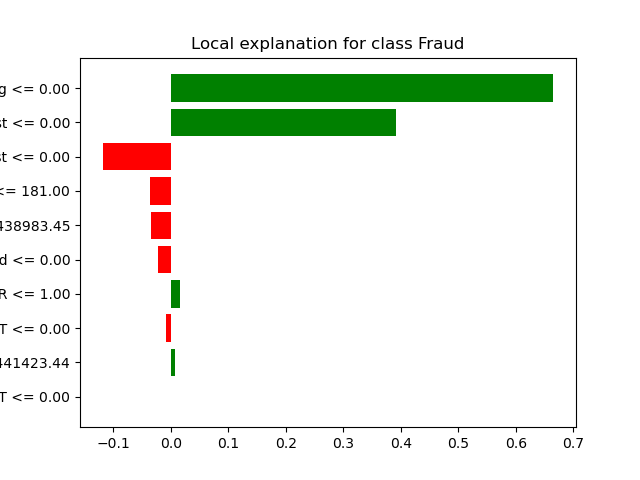 Local explanation for class Fraud
g <= 0.00
st <= 0.00
st <= 0.00
<= 181.00
438983.45
d <= 0.00
R <= 1.00
T <= 0.00
441423.44
T <= 0.00
−0.1 0.0 0.1 0.2 0.3 0.4 0.5 0.6 0.7